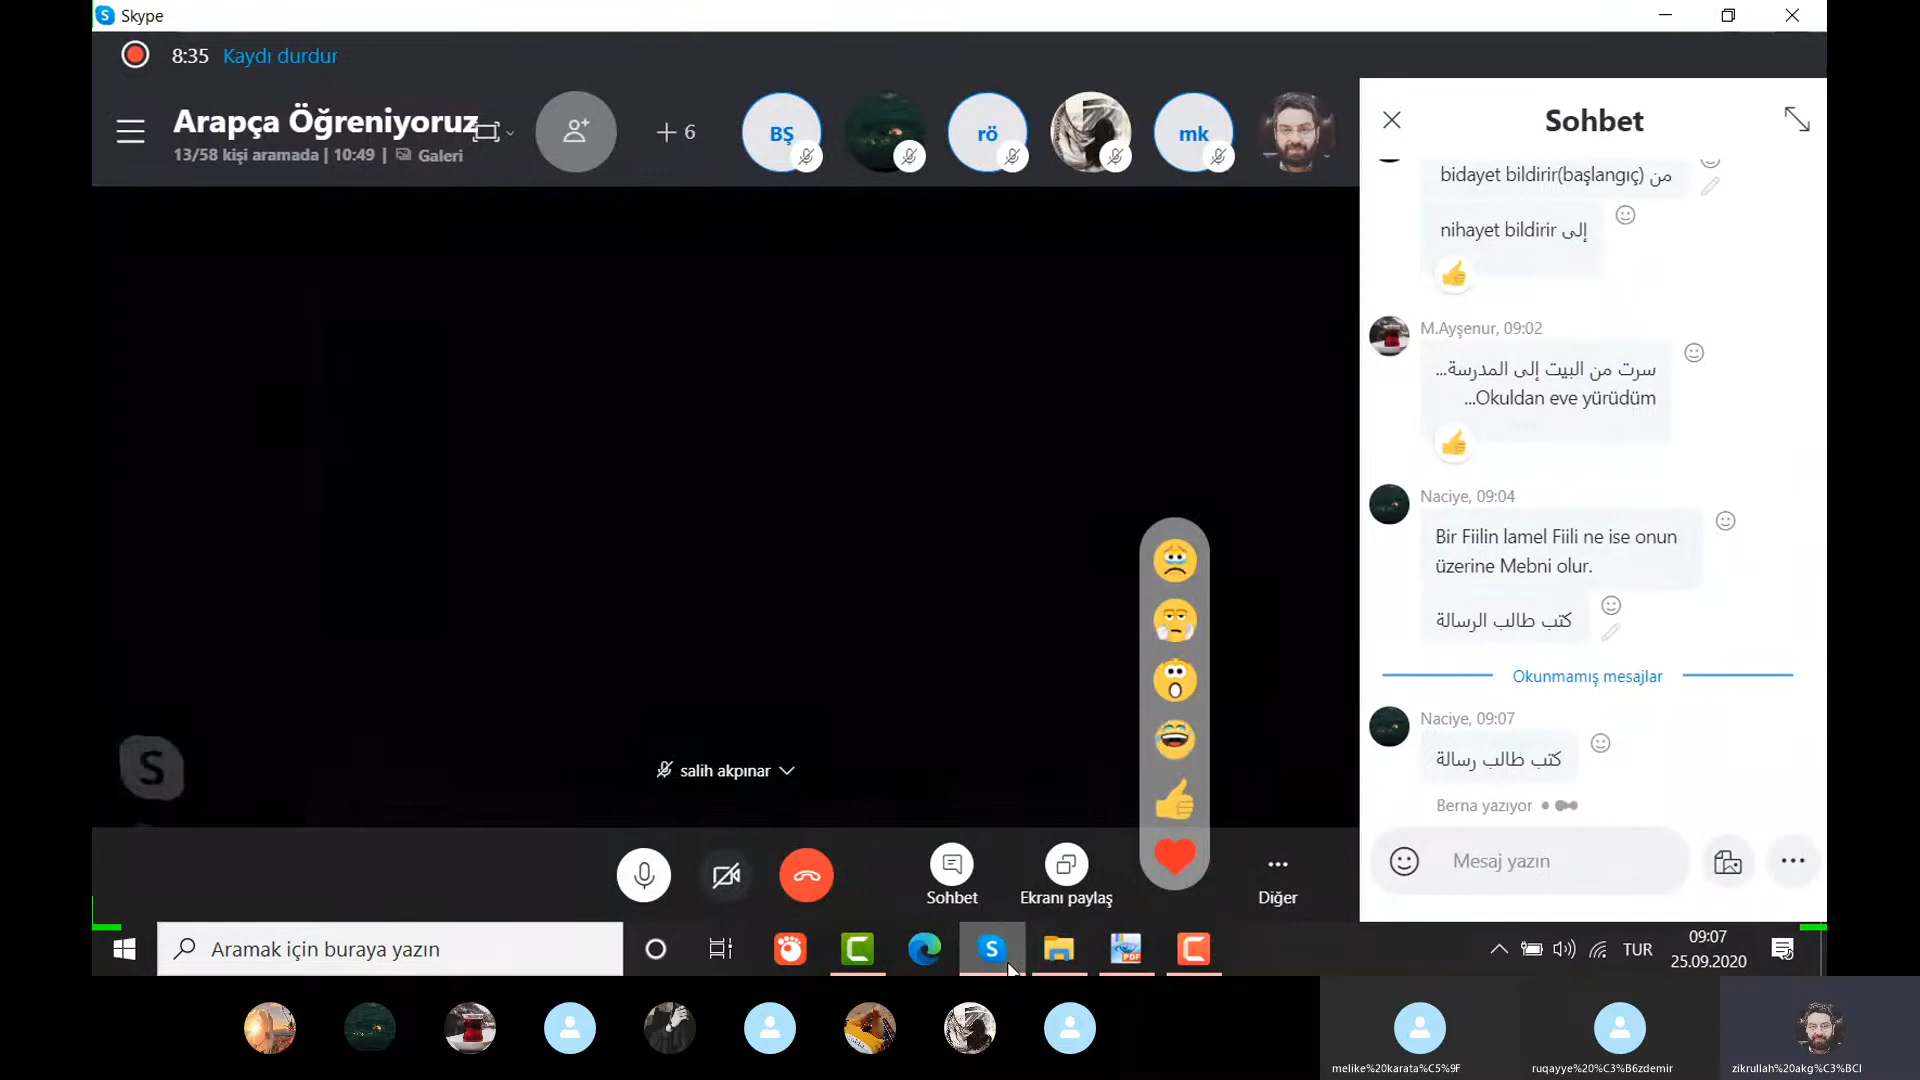 Skype
8:35 Kaydı durdur
Arapça Öğreniyoruz
13/58 kişi aramada | 10:49 | Galeri
+ 6
BŞ
rö
mk
Sohbet
bidayet bildirir(başlangıç) من
nihayet bildirir إلى
M.Ayşenur, 09:02
سرت من البيت إلى المدرسة...
Okuldan eve yürüdüm...
Naciye, 09:04
Bir Fiilin lamel Fiili ne ise onun
üzerine Mebni olur.
كتب طالب الرسالة
Okunmamış mesajlar
Naciye, 09:07
كتب طالب رسالة
Berna yazıyor
Mesaj yazın
salih akpınar
Sohbet
Ekranı paylaş
Diğer
Aramak için buraya yazın
TUR
09:07
25.09.2020
melike%20karata%C5%9F
ruqayye%20%C3%B6zdemir
zikrullah%20akg%C3%BCl